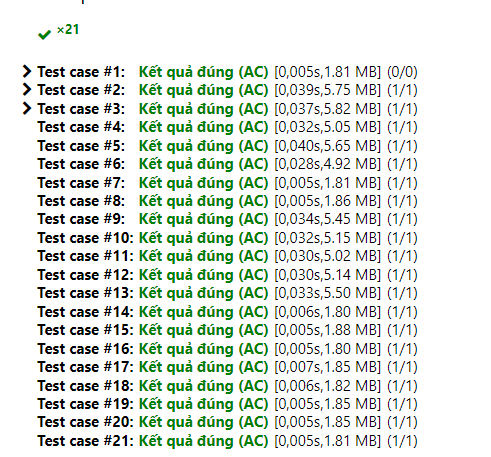 ×21
Test case #1: Kết quả đúng (AC) [0,005s,1.81 MB] (0/0)
Test case #2: Kết quả đúng (AC) [0,039s,5.75 MB] (1/1)
Test case #3: Kết quả đúng (AC) [0,037s,5.82 MB] (1/1)
Test case #4: Kết quả đúng (AC) [0,032s,5.05 MB] (1/1)
Test case #5: Kết quả đúng (AC) [0,040s,5.65 MB] (1/1)
Test case #6: Kết quả đúng (AC) [0,028s,4.92 MB] (1/1)
Test case #7: Kết quả đúng (AC) [0,005s,1.81 MB] (1/1)
Test case #8: Kết quả đúng (AC) [0,005s,1.86 MB] (1/1)
Test case #9: Kết quả đúng (AC) [0,034s,5.45 MB] (1/1)
Test case #10: Kết quả đúng (AC) [0,032s,5.15 MB] (1/1)
Test case #11: Kết quả đúng (AC) [0,030s,5.02 MB] (1/1)
Test case #12: Kết quả đúng (AC) [0,030s,5.14 MB] (1/1)
Test case #13: Kết quả đúng (AC) [0,033s,5.50 MB] (1/1)
Test case #14: Kết quả đúng (AC) [0,006s,1.80 MB] (1/1)
Test case #15: Kết quả đúng (AC) [0,005s,1.88 MB] (1/1)
Test case #16: Kết quả đúng (AC) [0,005s,1.80 MB] (1/1)
Test case #17: Kết quả đúng (AC) [0,007s,1.85 MB] (1/1)
Test case #18: Kết quả đúng (AC) [0,006s,1.82 MB] (1/1)
Test case #19: Kết quả đúng (AC) [0,005s,1.85 MB] (1/1)
Test case #20: Kết quả đúng (AC) [0,005s,1.85 MB] (1/1)
Test case #21: Kết quả đúng (AC) [0,005s,1.81 MB] (1/1)